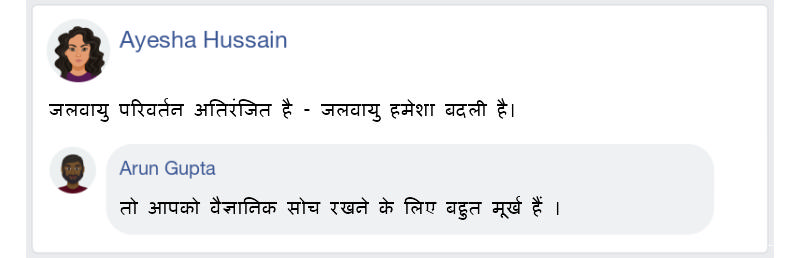 Ayesha Hussain
जलवायु परिवर्तन अतिरंजित है - जलवायु हमेशा बदली है।
Arun Gupta
तो आपको वैज्ञानिक सोच रखने के लिए बहुत मूर्ख हैं ।